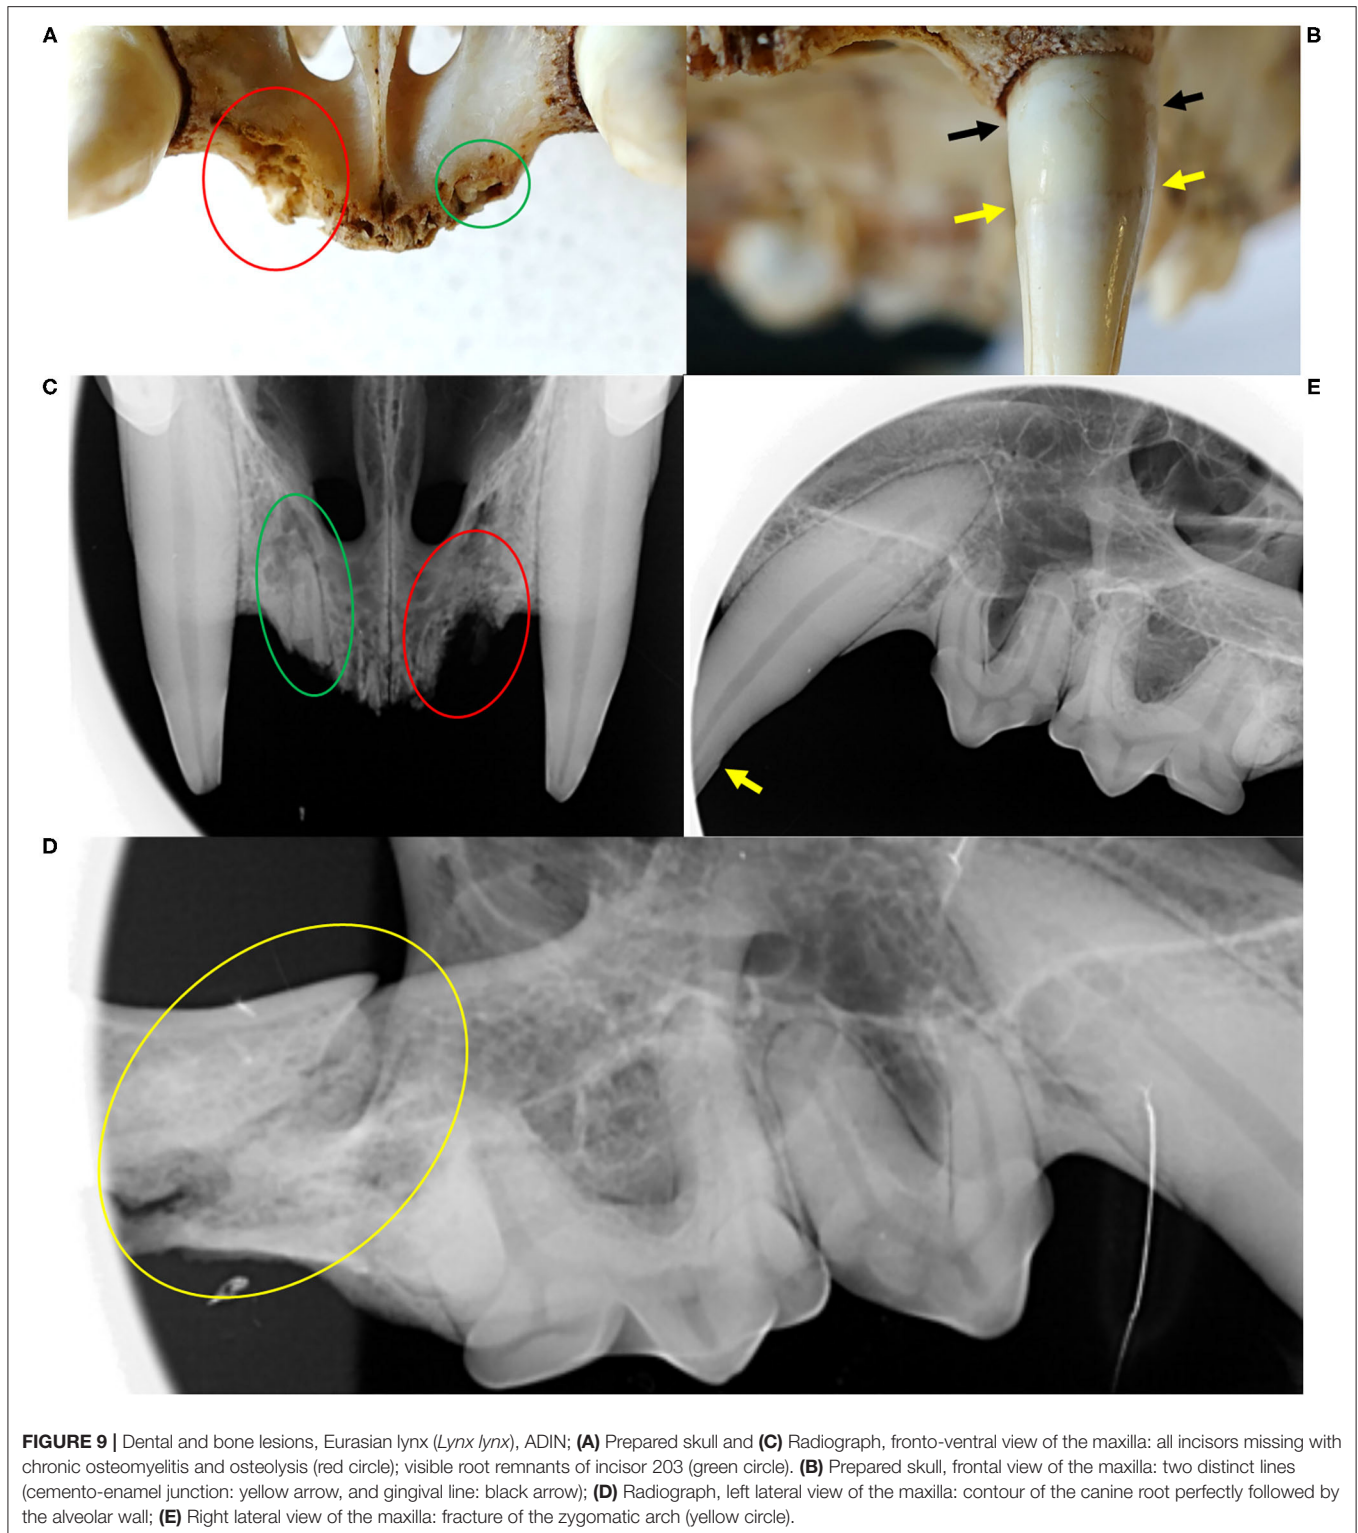 A
B
C
E
D
FIGURE 9 | Dental and bone lesions, Eurasian lynx (Lynx lynx), ADIN; (A) Prepared skull and (C) Radiograph, fronto-ventral view of the maxilla: all incisors missing with
chronic osteomyelitis and osteolysis (red circle); visible root remnants of incisor 203 (green circle). (B) Prepared skull, frontal view of the maxilla: two distinct lines
(cemento-enamel junction: yellow arrow, and gingival line: black arrow); (D) Radiograph, left lateral view of the maxilla: contour of the canine root perfectly followed by
the alveolar wall; (E) Right lateral view of the maxilla: fracture of the zygomatic arch (yellow circle).